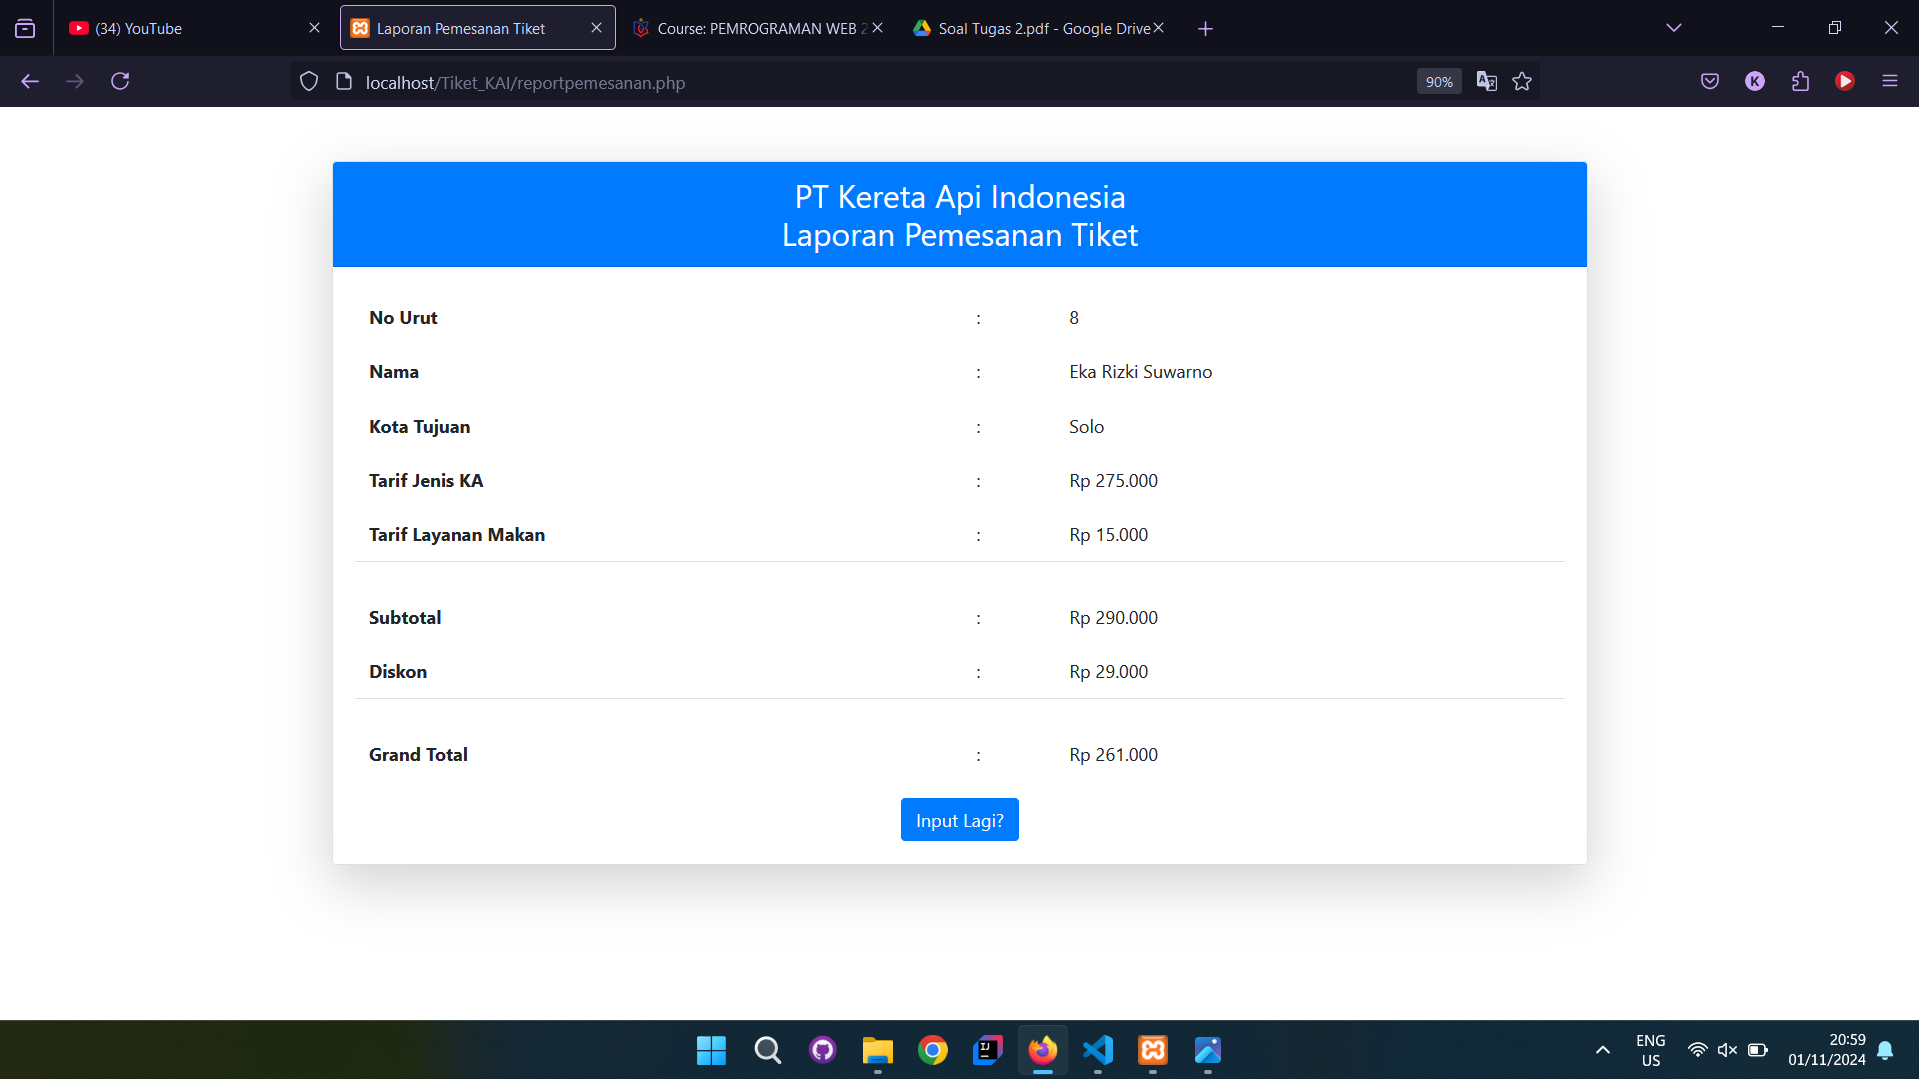 (34) YouTube
Laporan Pemesanan Tiket
Course: PEMROGRAMAN WEB 2
Soal Tugas 2.pdf - Google Drive
localhost/Tiket_KAI/reportpemesanan.php
90%
K
PT Kereta Api Indonesia
Laporan Pemesanan Tiket
No Urut : 8
Nama : Eka Rizki Suwarno
Kota Tujuan : Solo
Tarif Jenis KA : Rp 275.000
Tarif Layanan Makan : Rp 15.000
Subtotal : Rp 290.000
Diskon : Rp 29.000
Grand Total : Rp 261.000
Input Lagi?
IJ
ENG
US
20:59
01/11/2024